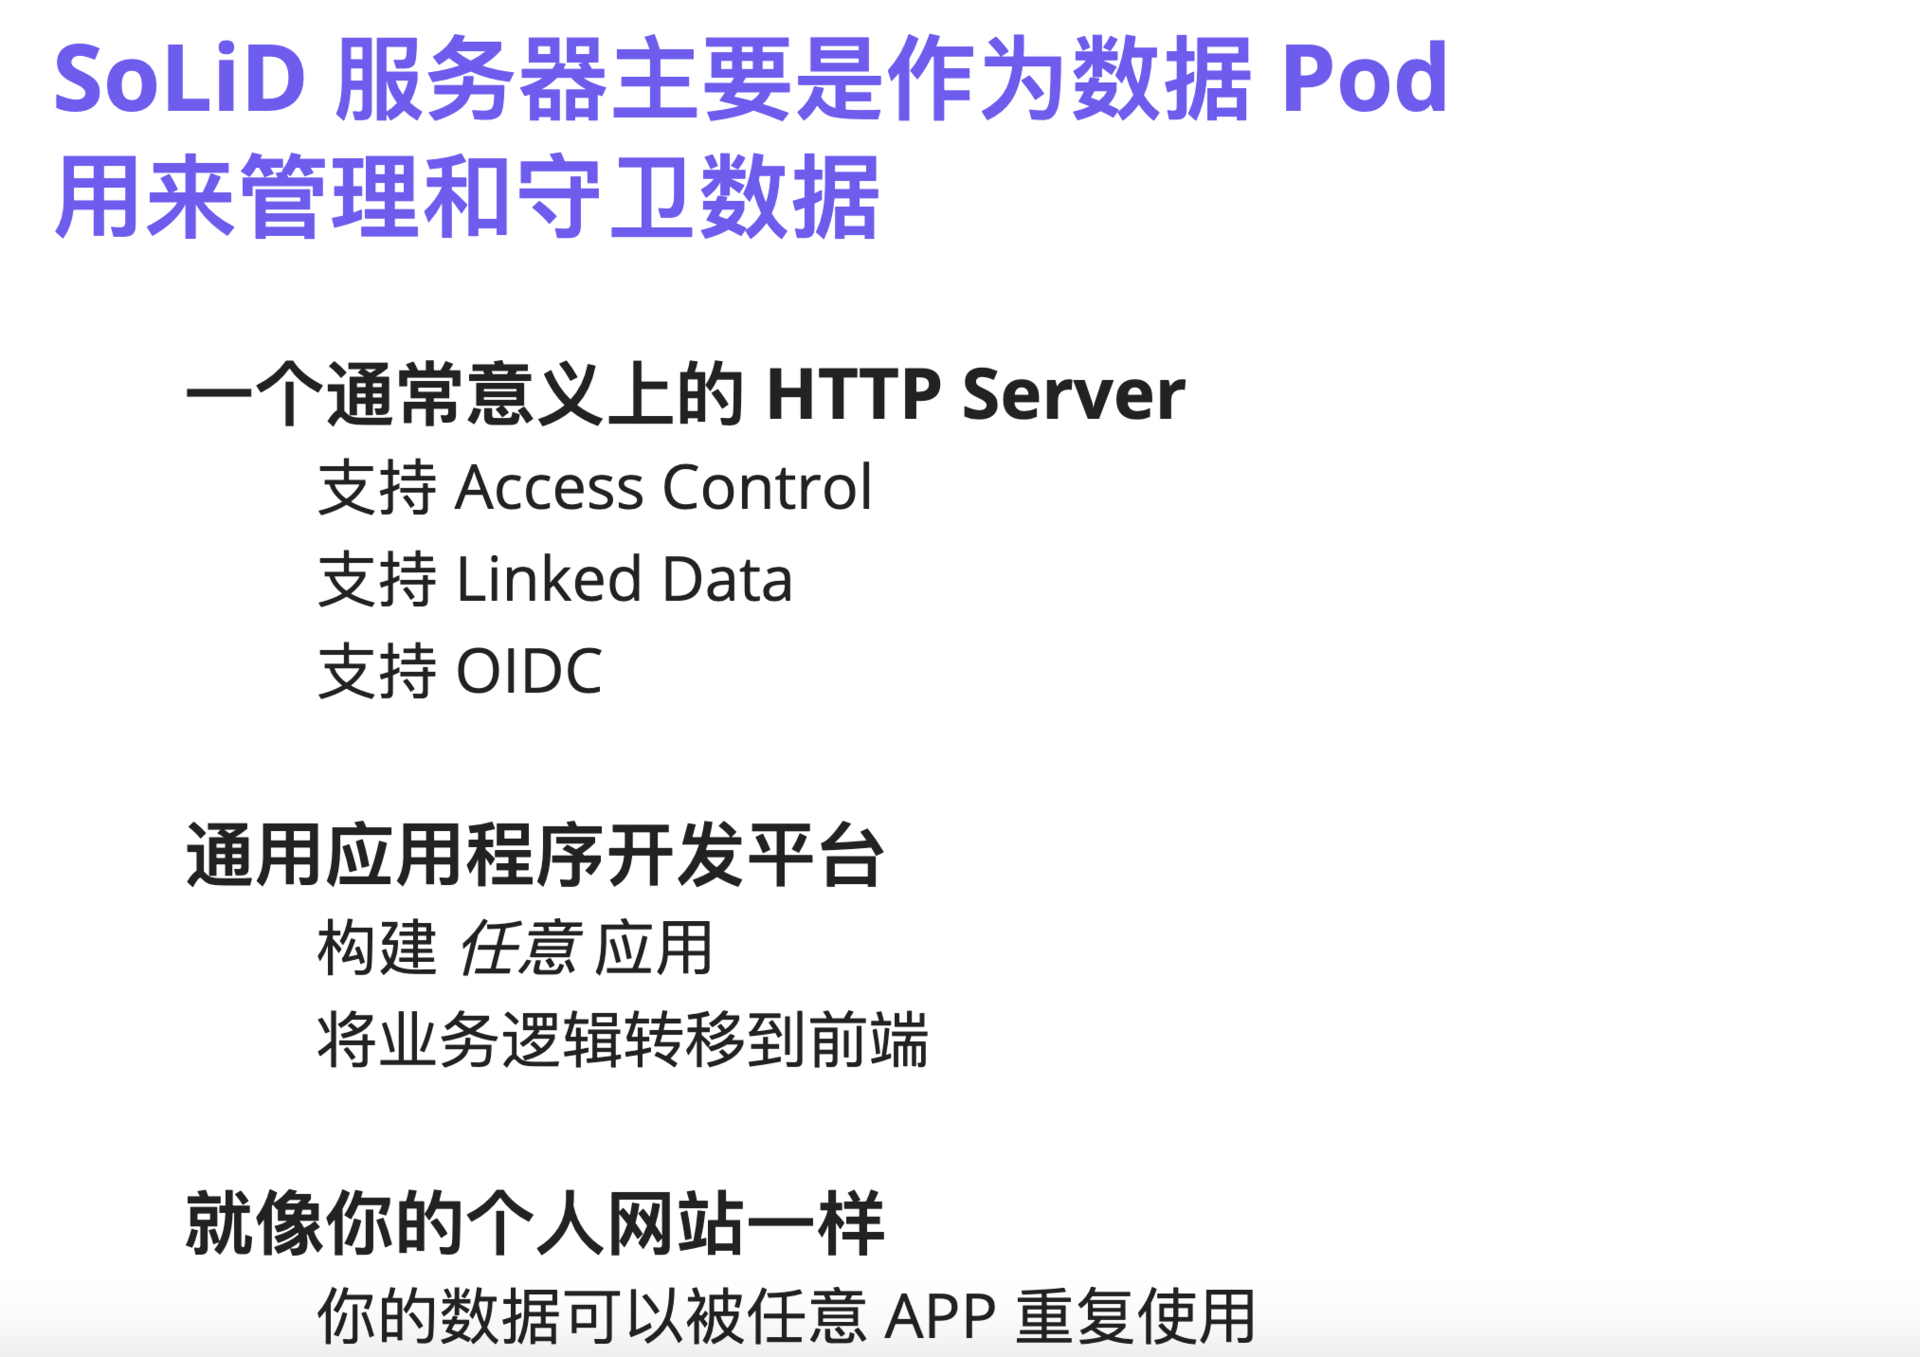 SoLiD 服务器主要是作为数据 Pod
用来管理和守卫数据
一个通常意义上的 HTTP Server
支持 Access Control
支持 Linked Data
支持 OIDC
通用应用程序开发平台
构建 任意 应用
将业务逻辑转移到前端
就像你的个人网站一样
你的数据可以被任意 APP 重复使用